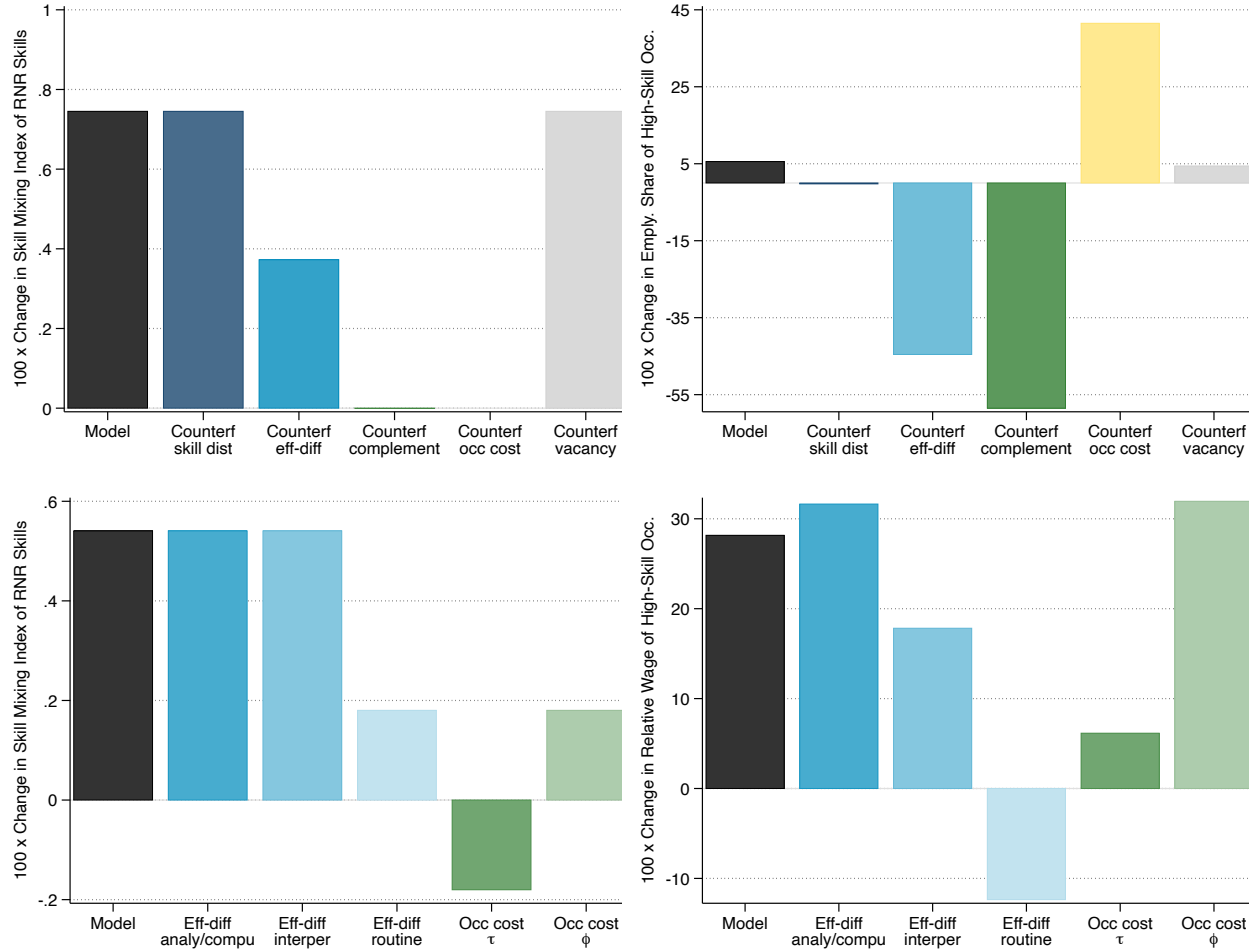 100 x Change in Skill Mixing Index of RNR Skills
1
.8
.6
.4
.2
0
Model
Counterf
skill dist
Counterf
eff-diff
Counterf
complement
Counterf
occ cost
Counterf
vacancy
100 x Change in Emply. Share of High-Skill Occ.
45
25
5
-15
-35
-55
Model
Counterf
skill dist
Counterf
eff-diff
Counterf
complement
Counterf
occ cost
Counterf
vacancy
100 x Change in Skill Mixing Index of RNR Skills
.6
.4
.2
0
-.2
Model
Eff-diff
analy/compu
Eff-diff
interper
Eff-diff
routine
Occ cost
τ
Occ cost
ϕ
100 x Change in Relative Wage of High-Skill Occ.
30
20
10
0
-10
Model
Eff-diff
analy/compu
Eff-diff
interper
Eff-diff
routine
Occ cost
τ
Occ cost
ϕ